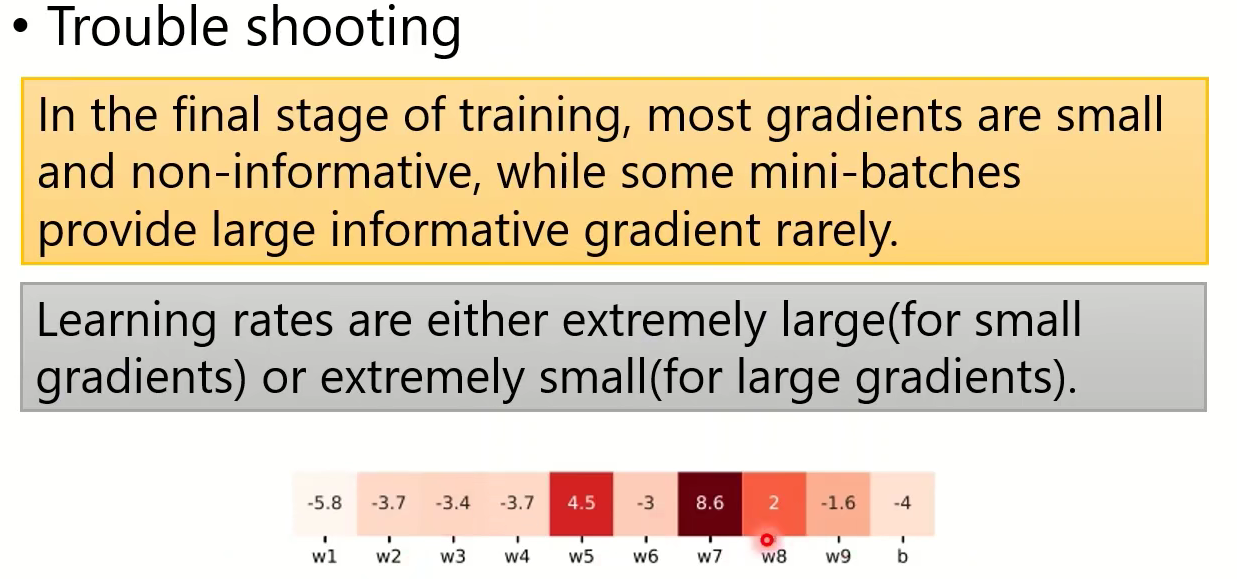 • Trouble shooting
In the final stage of training, most gradients are small
and non-informative, while some mini-batches
provide large informative gradient rarely.
Learning rates are either extremely large(for small
gradients) or extremely small(for large gradients).
-5.8 -3.7 -3.4 -3.7 4.5 -3 8.6 2 -1.6 -4
w1 w2 w3 w4 w5 w6 w7 w8 w9 b